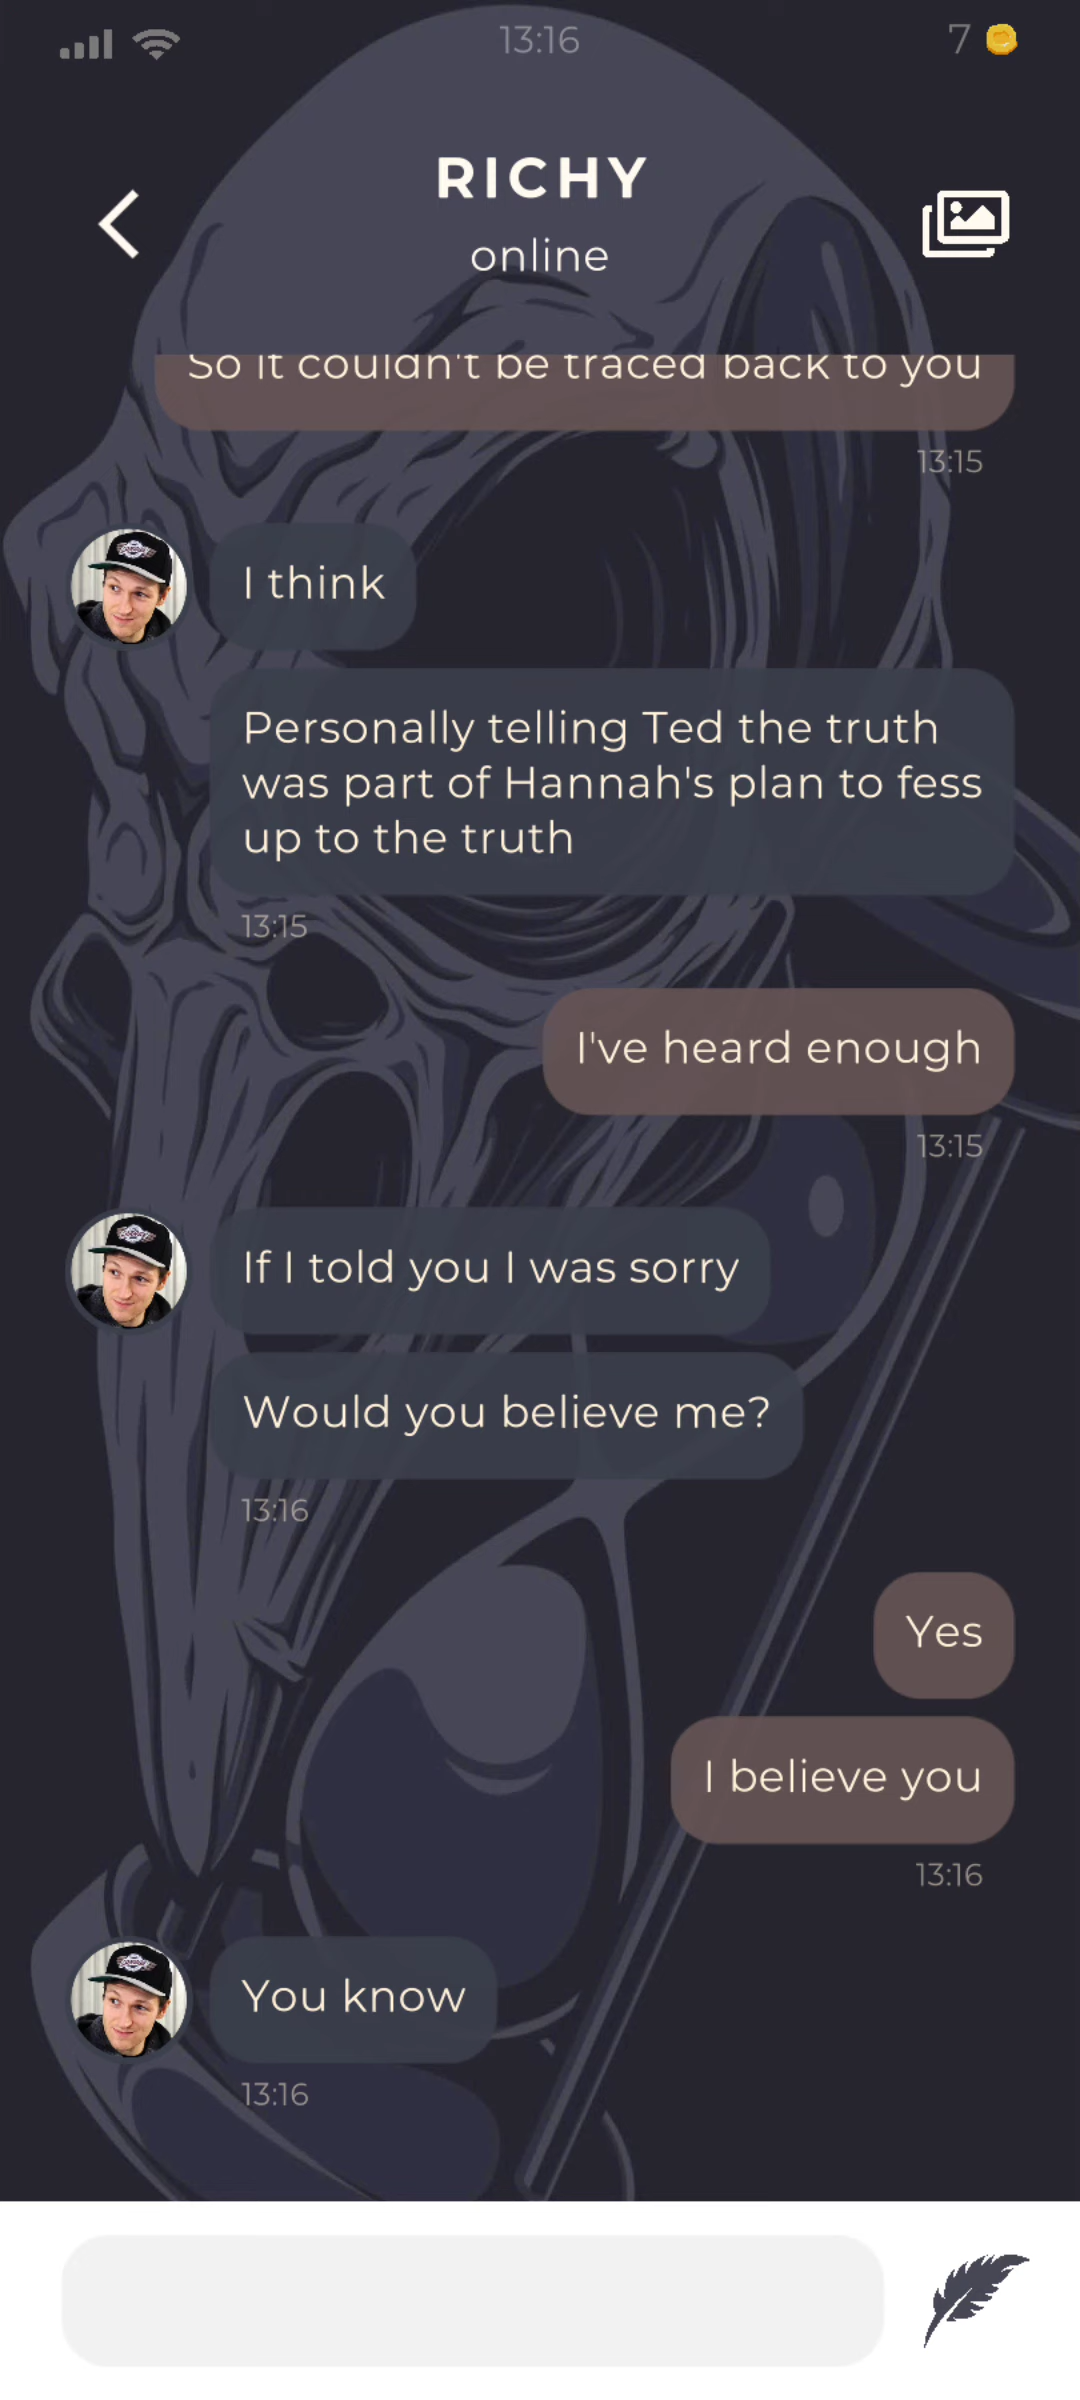 13:16
7
RICHY
online
So it couldn't be traced back to you
13:15
I think
Personally telling Ted the truth
was part of Hannah's plan to fess
up to the truth
13:15
I've heard enough
13:15
If I told you I was sorry
Would you believe me?
13:16
Yes
I believe you
13:16
You know
13:16